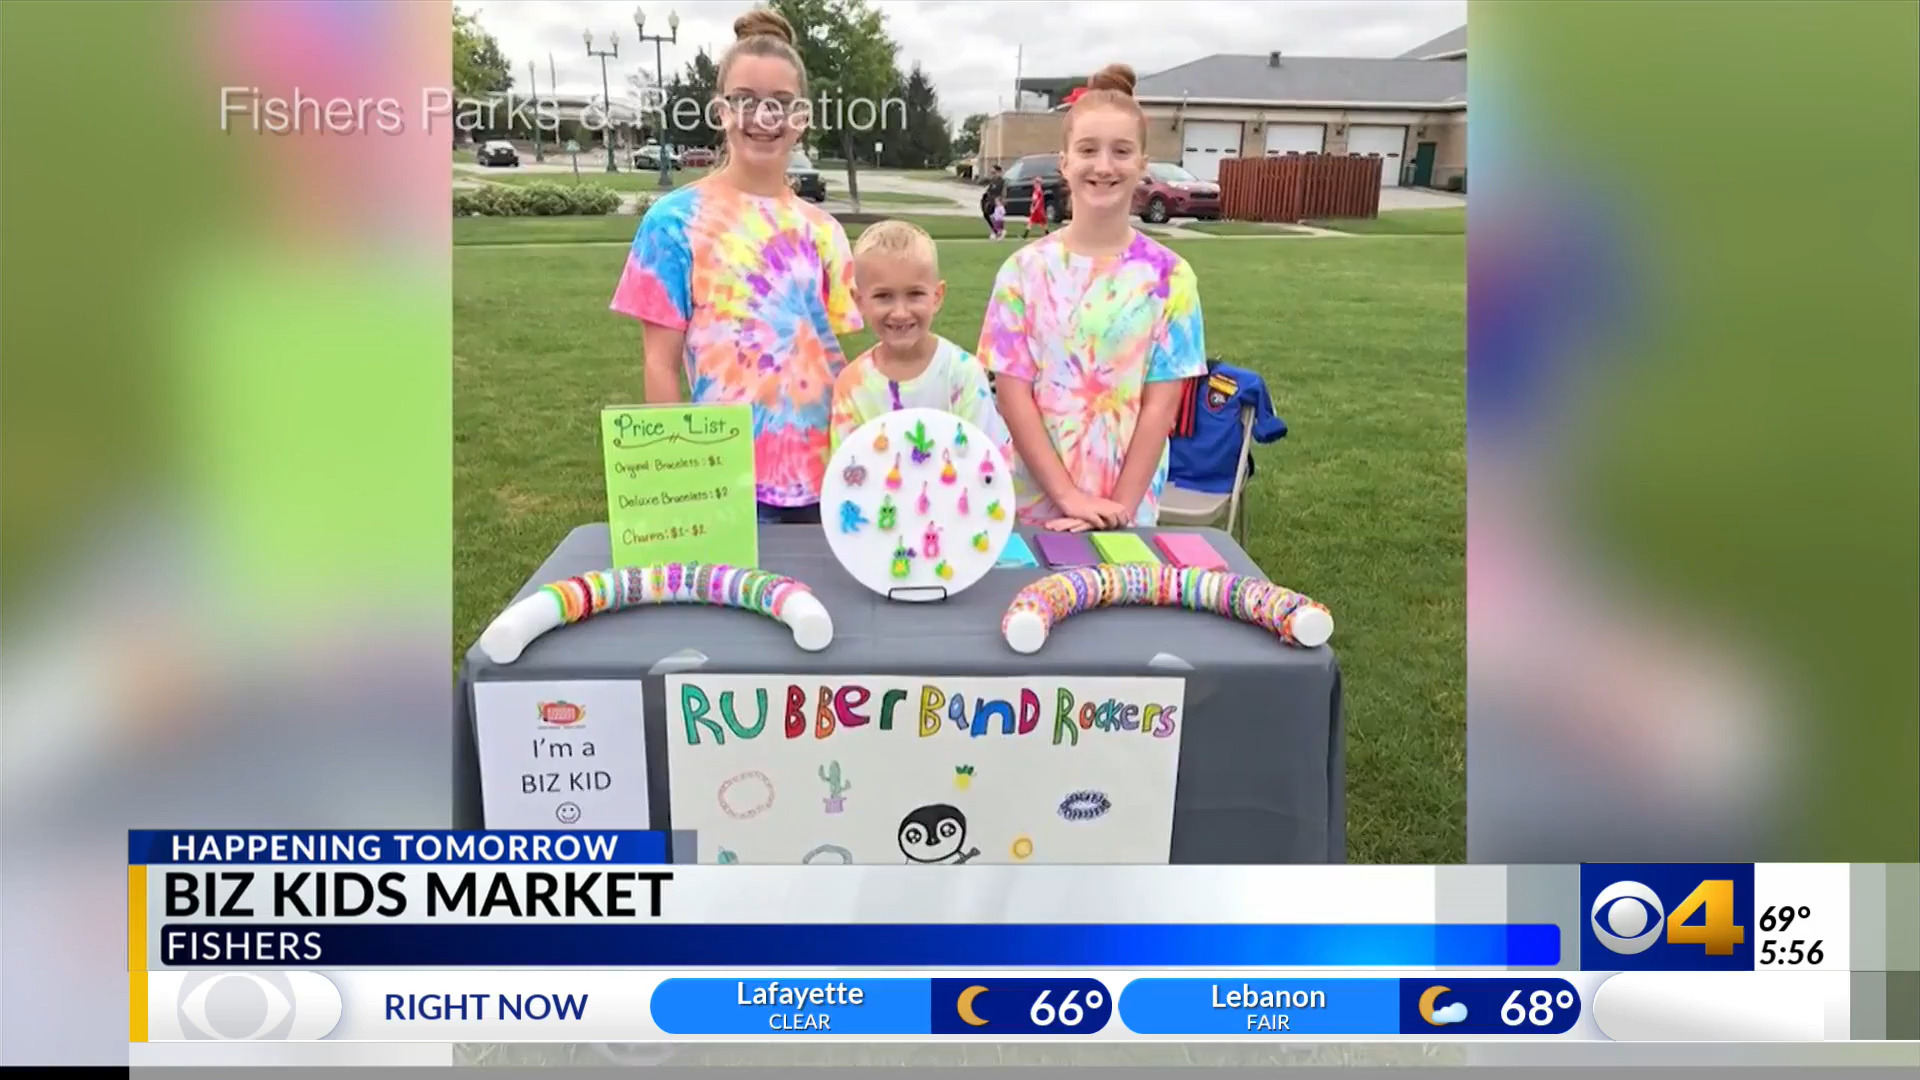 Fishers Parks & Recreation
Price List
Original Bracelets: $1
Deluxe Bracelets: $2
Charms: $1-$2
RUBBer BanD Rockers
I'm a
BIZ KID
HAPPENING TOMORROW
BIZ KIDS MARKET
FISHERS
4
69°
5:56
RIGHT NOW
Lafayette
CLEAR
66°
Lebanon
FAIR
68°